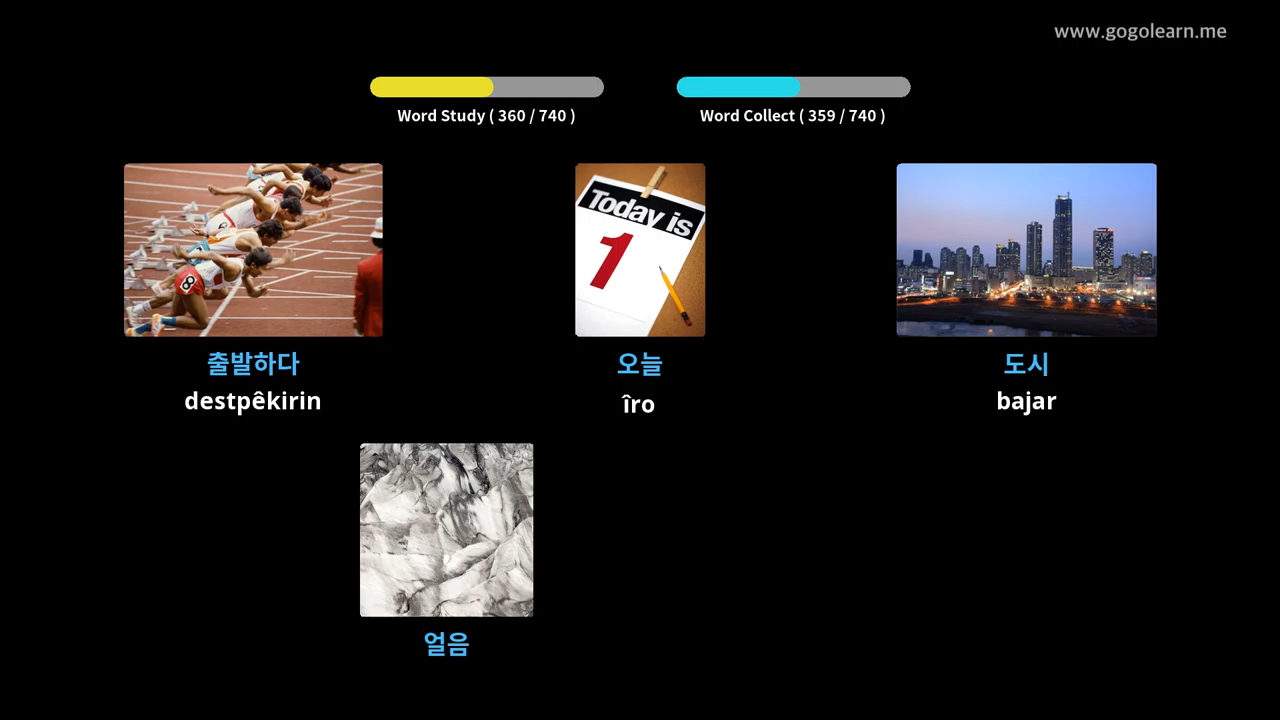 www.gogolearn.me
Word Study ( 360 / 740 )
Word Collect ( 359 / 740 )
8
Today is
1
출발하다
오늘
도시
destpêkirin
îro
bajar
얼음